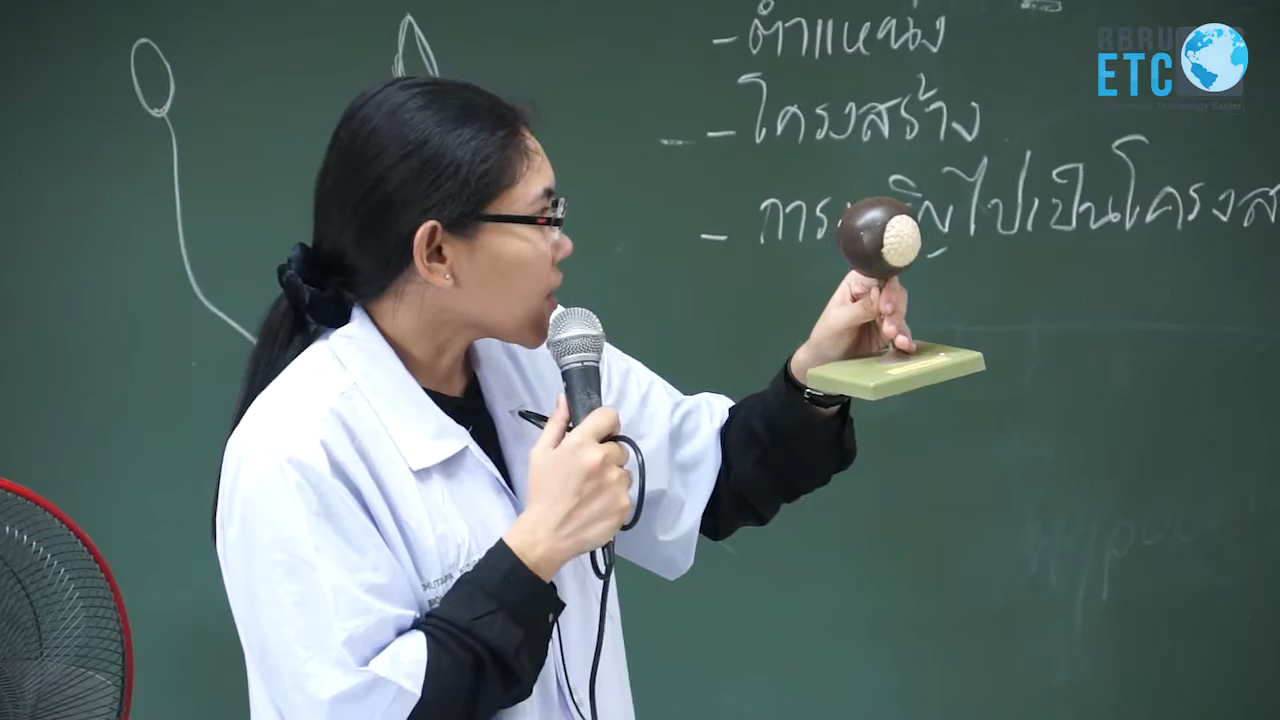 - ตำแหน่ง
- โครงสร้าง
- การ ไปเป็นโครงส
RBRU
ETC